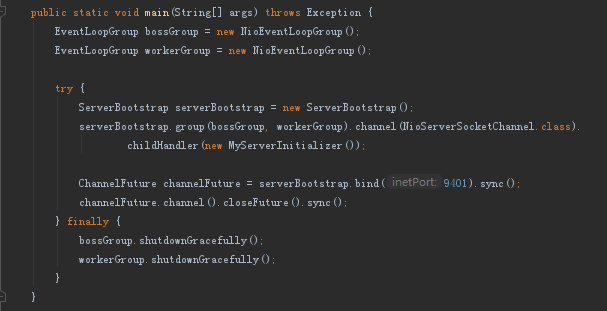 public static void main(String[] args) throws Exception {
    EventLoopGroup bossGroup = new NioEventLoopGroup();
    EventLoopGroup workerGroup = new NioEventLoopGroup();

    try {
        ServerBootstrap serverBootstrap = new ServerBootstrap();
        serverBootstrap.group(bossGroup, workerGroup).channel(NioServerSocketChannel.class).
                childHandler(new MyServerInitializer());

        ChannelFuture channelFuture = serverBootstrap.bind( inetPort: 9401).sync();
        channelFuture.channel().closeFuture().sync();
    } finally {
        bossGroup.shutdownGracefully();
        workerGroup.shutdownGracefully();
    }
}